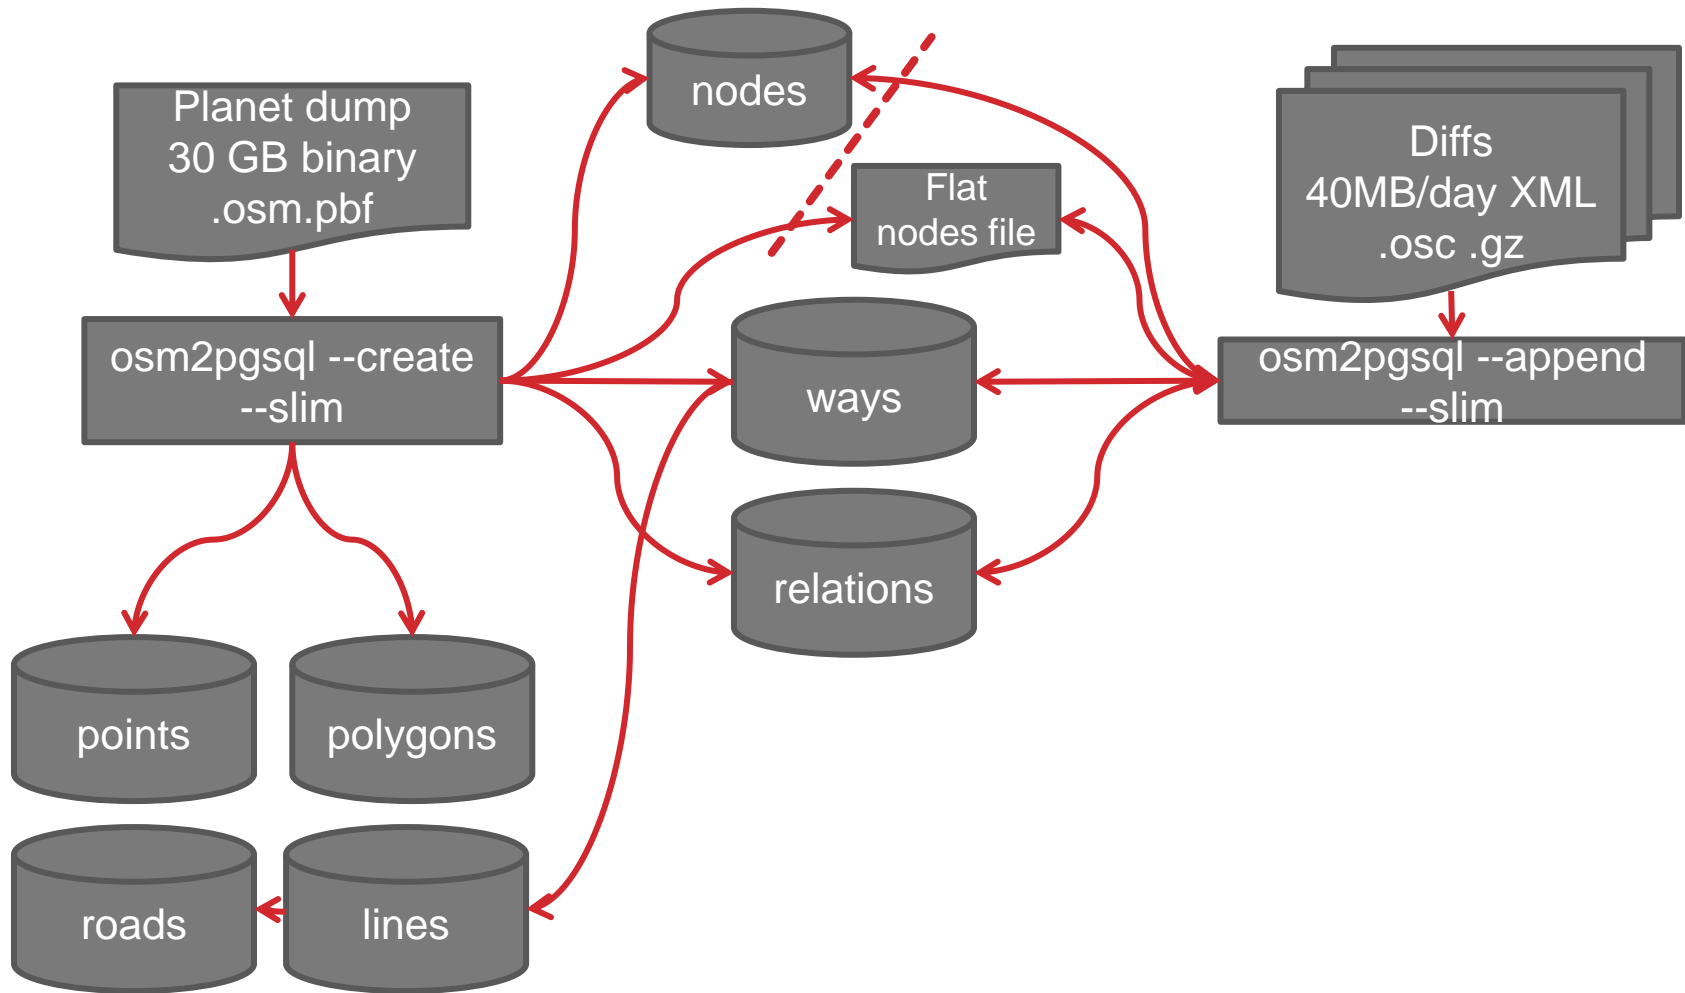 Planet dump
30 GB binary
.osm.pbf
osm2pgsql --create
--slim
nodes
Flat
nodes file
ways
relations
Diffs
40MB/day XML
.osc .gz
osm2pgsql --append
--slim
points
polygons
roads
lines